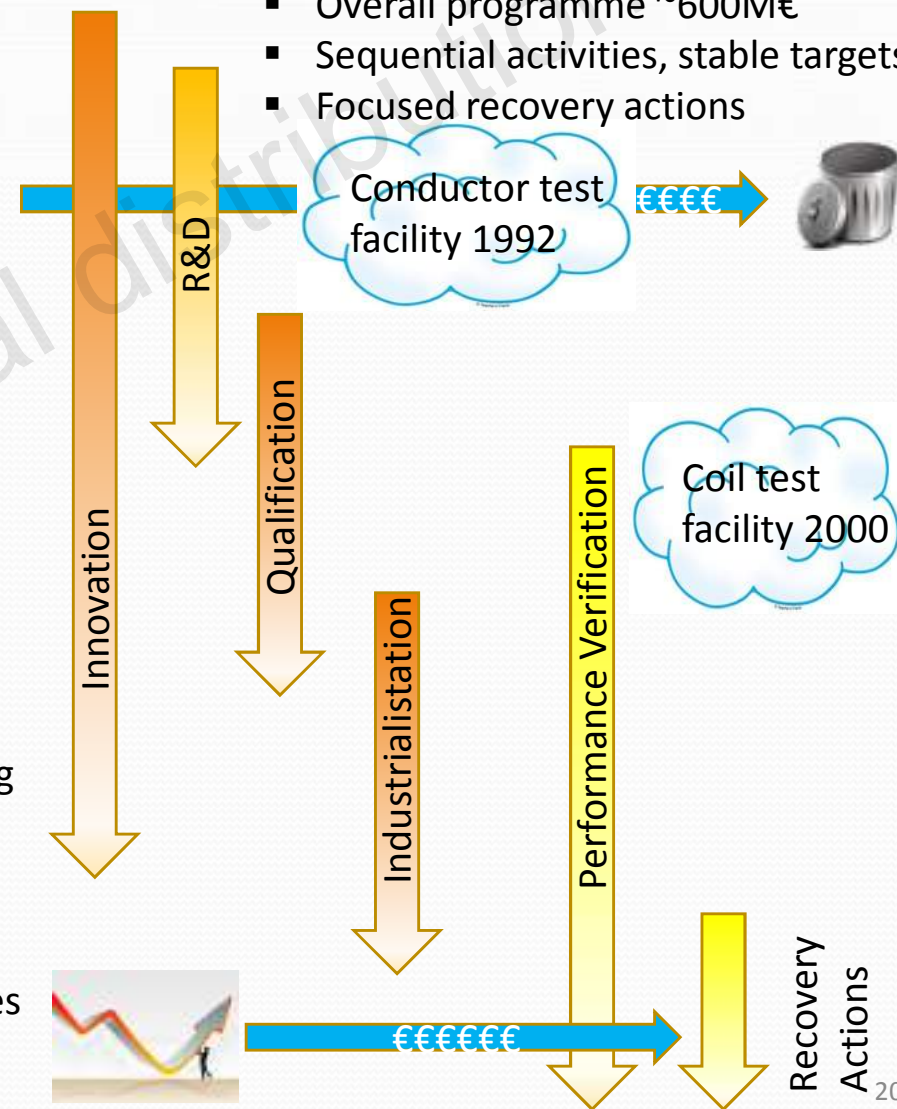 Overall programme ~600M€
Sequential activities, stable targets
Focused recovery actions
Conductor test
facility 1992
€€€€
R&D
Qualification
Coil test
facility 2000
Innovation
Performance Verification
Industrialistation
€€€€€€
Recovery
Actions
20